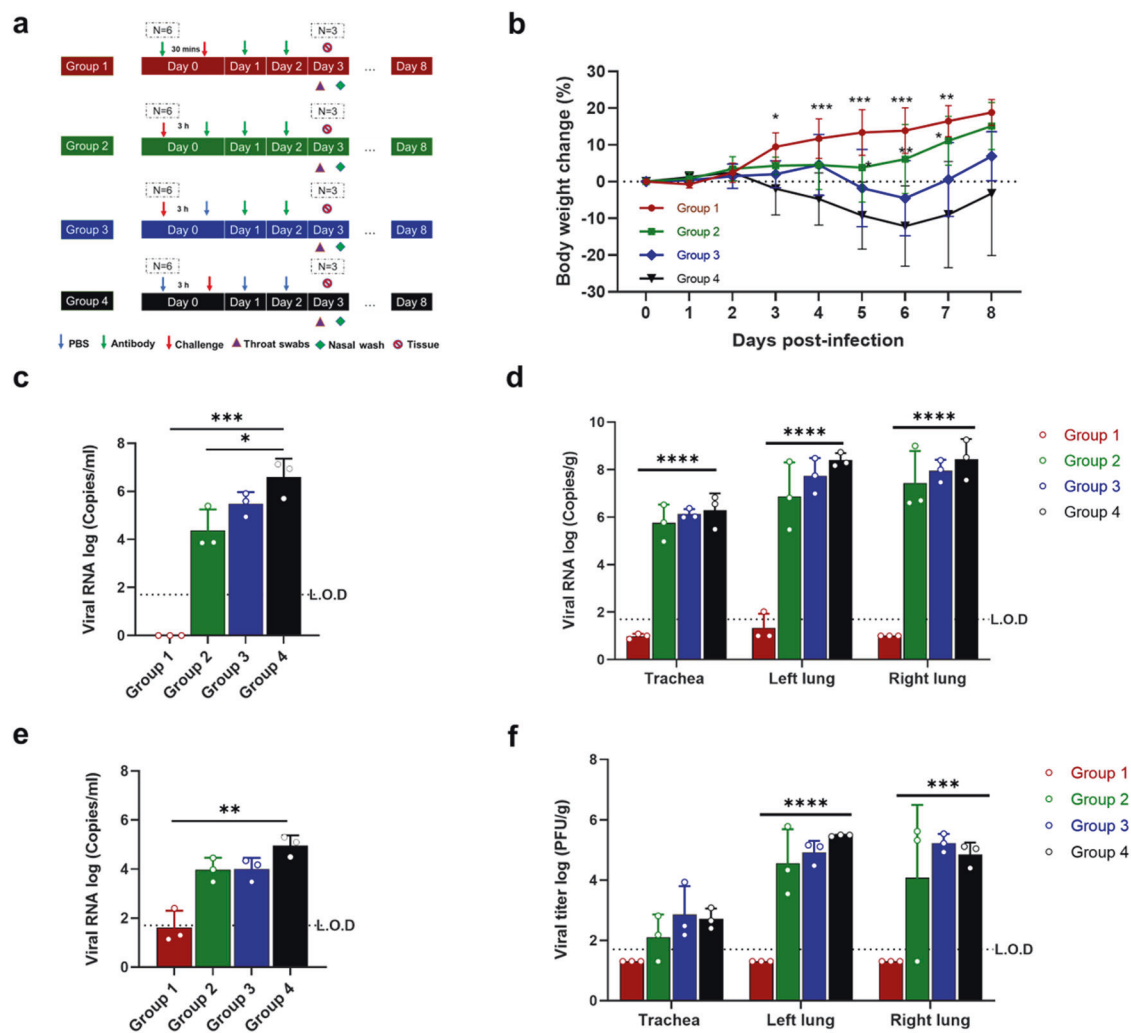 a
N=6
30 mins
N=3
Group 1
Day 0
Day 1
Day 2
Day 3
...
Day 8
N=6
3 h
N=3
Group 2
Day 0
Day 1
Day 2
Day 3
...
Day 8
N=6
3 h
N=3
Group 3
Day 0
Day 1
Day 2
Day 3
...
Day 8
N=6
3 h
N=3
Group 4
Day 0
Day 1
Day 2
Day 3
...
Day 8
PBS
Antibody
Challenge
Throat swabs
Nasal wash
Tissue
b
Body weight change (%)
30
20
10
0
-10
-20
-30
* *** *** *** **
* ** *
Group 1
Group 2
Group 3
Group 4
0 1 2 3 4 5 6 7 8
Days post-infection
c
Viral RNA log (Copies/ml)
8
6
4
2
0
***
*
L.O.D
Group 1
Group 2
Group 3
Group 4
d
Viral RNA log (Copies/g)
10
8
6
4
2
0
****
****
****
L.O.D
Trachea
Left lung
Right lung
Group 1
Group 2
Group 3
Group 4
e
Viral RNA log (Copies/ml)
8
6
4
2
0
**
L.O.D
Group 1
Group 2
Group 3
Group 4
f
Viral titer log (PFU/g)
8
6
4
2
0
****
***
L.O.D
Trachea
Left lung
Right lung
Group 1
Group 2
Group 3
Group 4